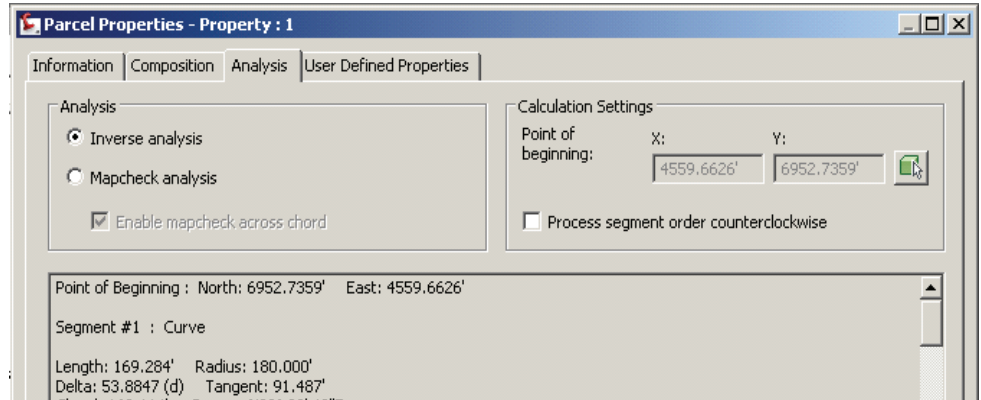 Parcel Properties - Property : 1
Information Composition Analysis User Defined Properties
Analysis
Inverse analysis
Mapcheck analysis
Enable mapcheck across chord
Calculation Settings
Point of beginning:
X: Y:
4559.6626' 6952.7359'
Process segment order counterclockwise
Point of Beginning : North: 6952.7359' East: 4559.6626'
Segment #1 : Curve
Length: 169.284' Radius: 180.000'
Delta: 53.8847 (d) Tangent: 91.487'